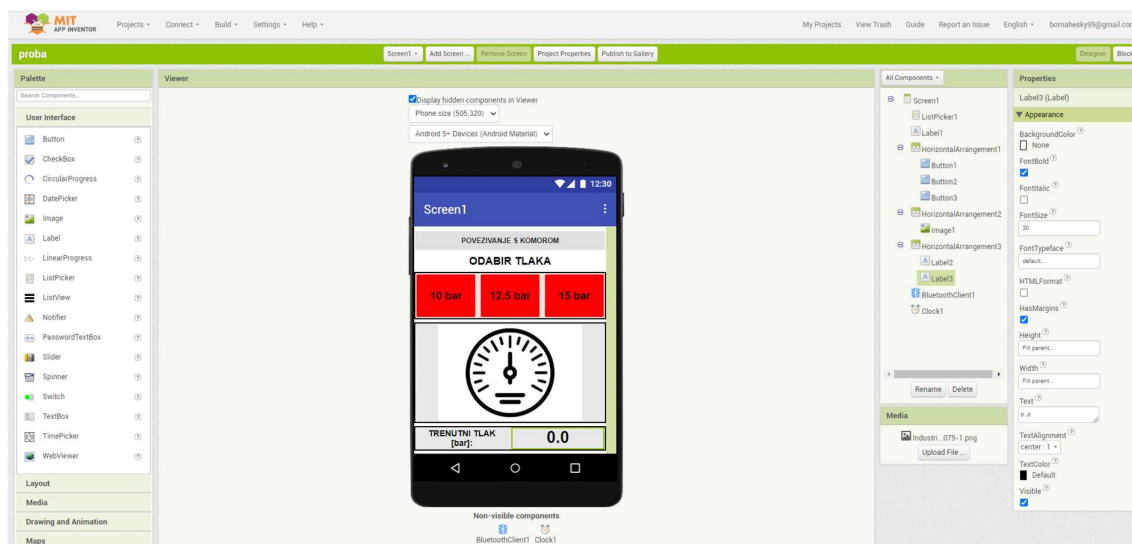 MIT
APP INVENTOR
Projects
Connect
Build
Settings
Help
My Projects
View Trash
Guide
Report an Issue
English
bornahesky99@gmail.com
proba
Screen1
Add Screen ...
Remove Screen
Project Properties
Publish to Gallery
Designer
Block
Palette
Search Components...
User Interface
Button
CheckBox
CircularProgress
DatePicker
Image
Label
LinearProgress
ListPicker
ListView
Notifier
PasswordTextBox
Slider
Spinner
Switch
TextBox
TimePicker
WebViewer
Layout
Media
Drawing and Animation
Maps
Viewer
Display hidden components in Viewer
Phone size (505,320)
Android 5+ Devices (Android Material)
12:30
Screen1
POVEZIVANJE S KOMOROM
ODABIR TLAKA
10 bar
12.5 bar
15 bar
TRENUTNI TLAK
[bar]:
0.0
Non-visible components
BluetoothClient1
Clock1
All Components
Screen1
ListPicker1
Label1
HorizontalArrangement1
Button1
Button2
Button3
HorizontalArrangement2
Image1
HorizontalArrangement3
Label2
Label3
BluetoothClient1
Clock1
Rename
Delete
Media
Industri...075-1.png
Upload File ...
Properties
Label3 (Label)
Appearance
BackgroundColor
None
FontBold
FontItalic
FontSize
30
FontTypeface
default...
HTMLFormat
HasMargins
Height
Fill parent...
Width
Fill parent...
Text
0.0
TextAlignment
center : 1
TextColor
Default
Visible